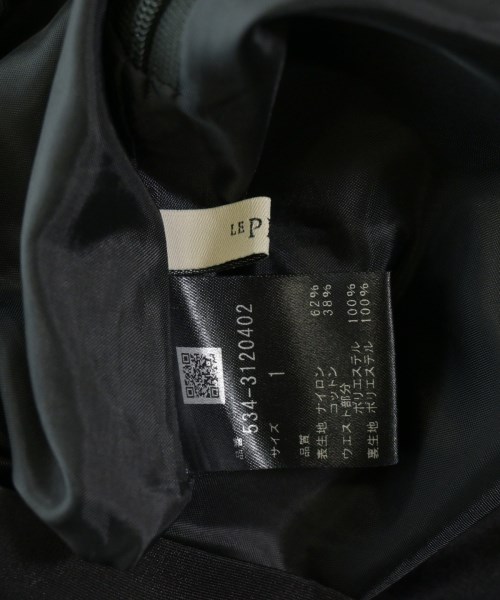 LE P
品番
534-3120402
サイズ
1
品質
表生地 ナイロン 62%
コットン 38%
ウエスト部分
ポリエステル 100%
裏生地 ポリエステル 100%